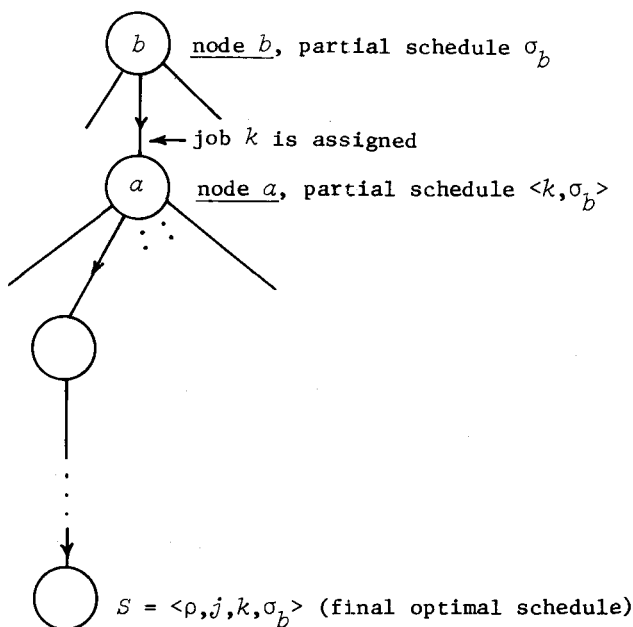 b node b, partial schedule σ_b
job k is assigned
a node a, partial schedule <k,σ_b>
S = <ρ,j,k,σ_b> (final optimal schedule)